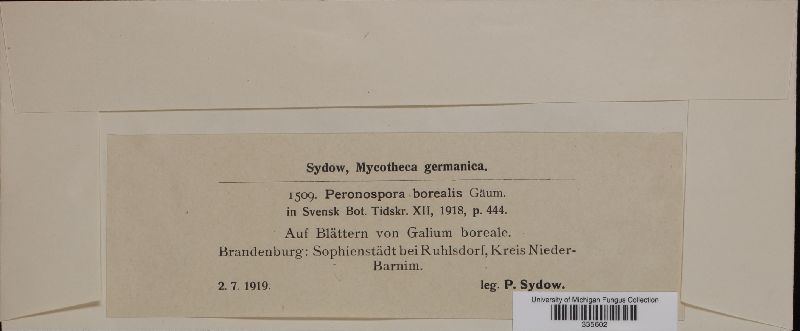 Sydow, Mycotheca germanica.
1509. Peronospora borealis Gäum.
in Svensk Bot. Tidskr. XII, 1918, p. 444.
Auf Blättern von Galium boreale.
Brandenburg: Sophienstädt bei Ruhlsdorf, Kreis Nieder-
Barnim.
2. 7. 1919. leg. P. Sydow.
University of Michigan Fungus Collection
335602